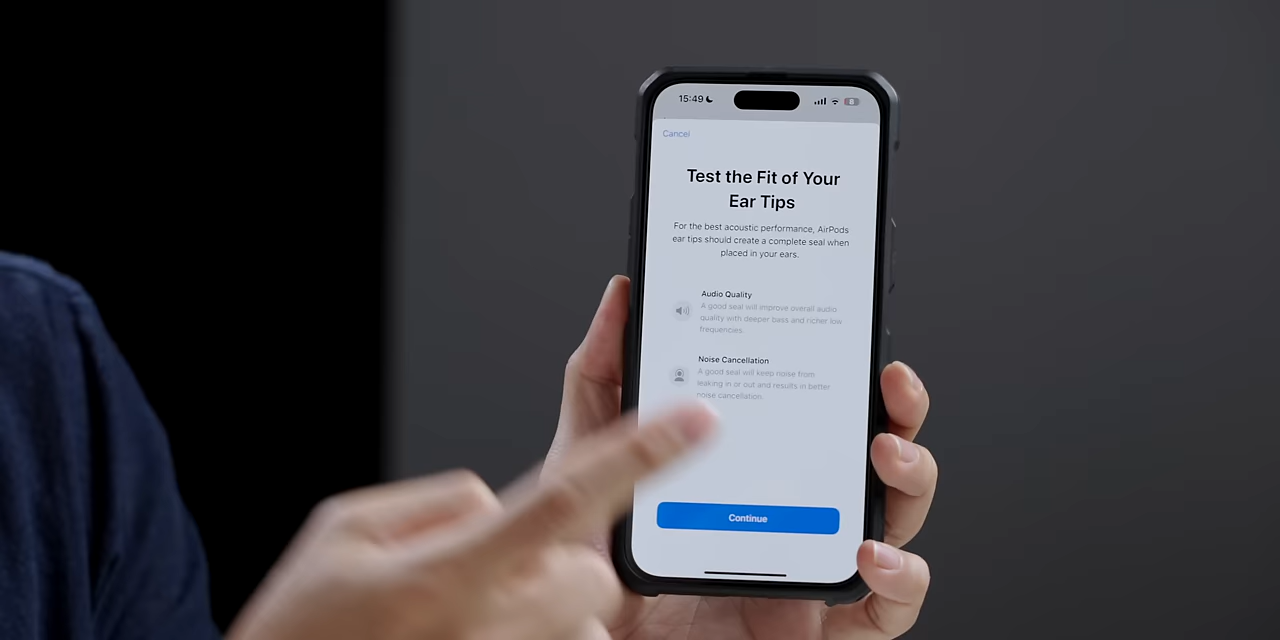 15:49
Cancel
Test the Fit of Your
Ear Tips
For the best acoustic performance, AirPods
ear tips should create a complete seal when
placed in your ears.
Audio Quality
A good seal will improve overall audio
quality with deeper bass and richer low
frequencies.
Noise Cancellation
A good seal will keep noise from
leaking in or out and results in better
noise cancellation.
Continue